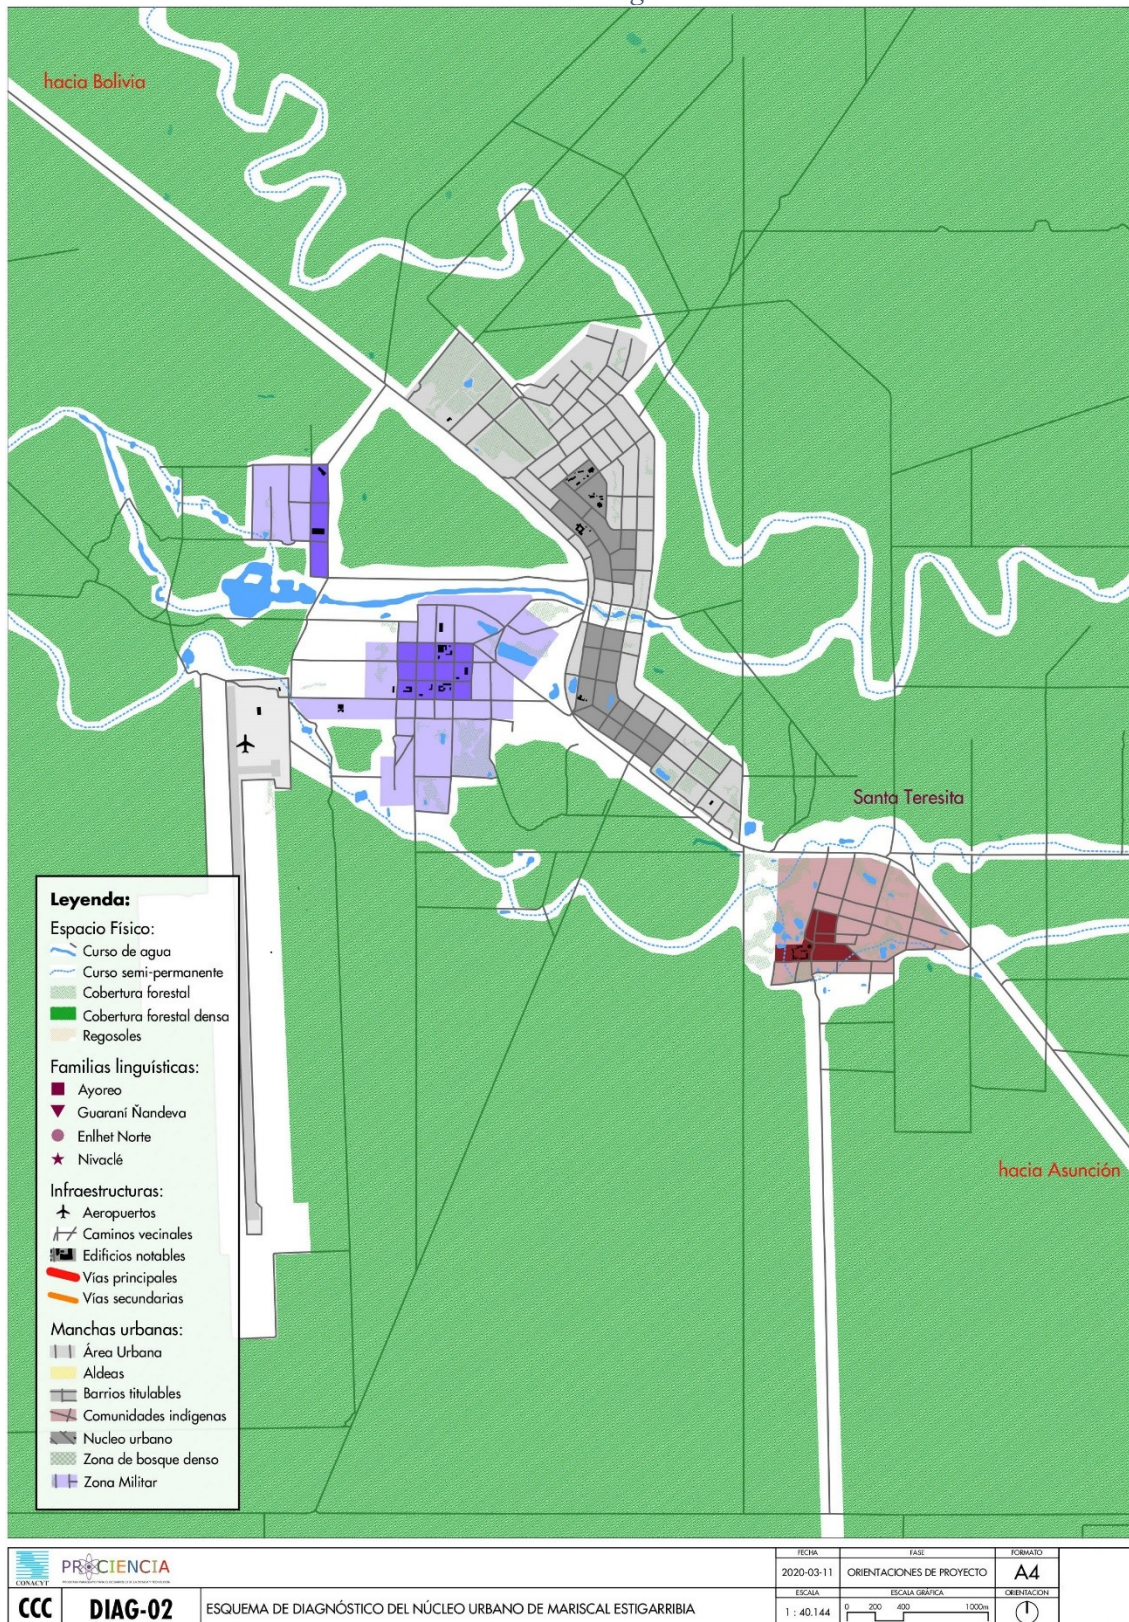 hacia Bolivia
Santa Teresita
hacia Asunción
Leyenda:
Espacio Físico:
Curso de agua
Curso semi-permanente
Cobertura forestal
Cobertura forestal densa
Regosoles
Familias linguísticas:
Ayoreo
Guaraní Ñandeva
Enlhet Norte
Nivaclé
Infraestructuras:
Aeropuertos
Caminos vecinales
Edificios notables
Vías principales
Vías secundarias
Manchas urbanas:
Área Urbana
Aldeas
Barrios titulables
Comunidades indígenas
Nucleo urbano
Zona de bosque denso
Zona Militar
CONACYT
PROCIENCIA
CCC
DIAG-02
ESQUEMA DE DIAGNÓSTICO DEL NÚCLEO URBANO DE MARISCAL ESTIGARRIBIA
FECHA
FASE
FORMATO
2020-03-11
ORIENTACIONES DE PROYECTO
A4
ESCALA
ESCALA GRÁFICA
ORIENTACION
1 : 40.144
0 200 400 1000m